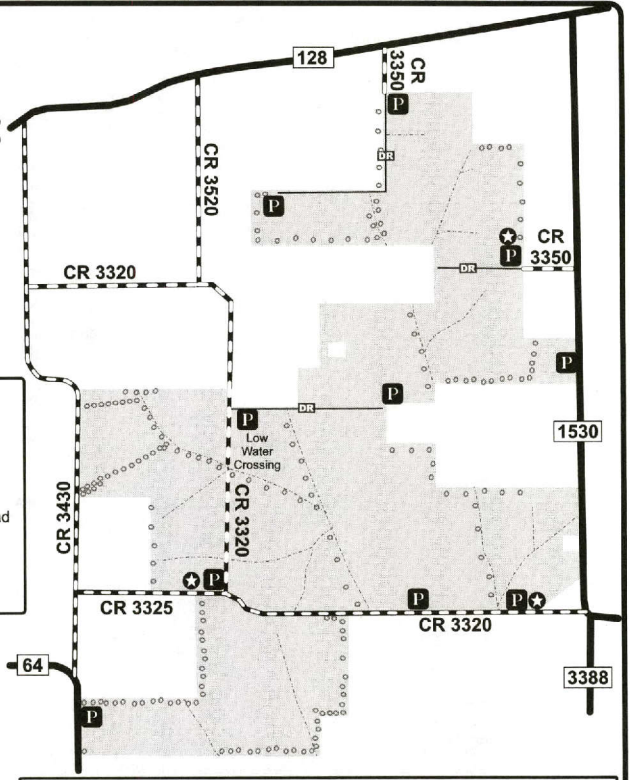 128
CR
3350
P
DR
CR 3520
P
CR
3350
P
DR
CR 3320
P
P
DR
P
Low
Water
Crossing
1530
CR 3430
CR 3320
P
CR 3325
P
P
CR 3320
64
3388
P